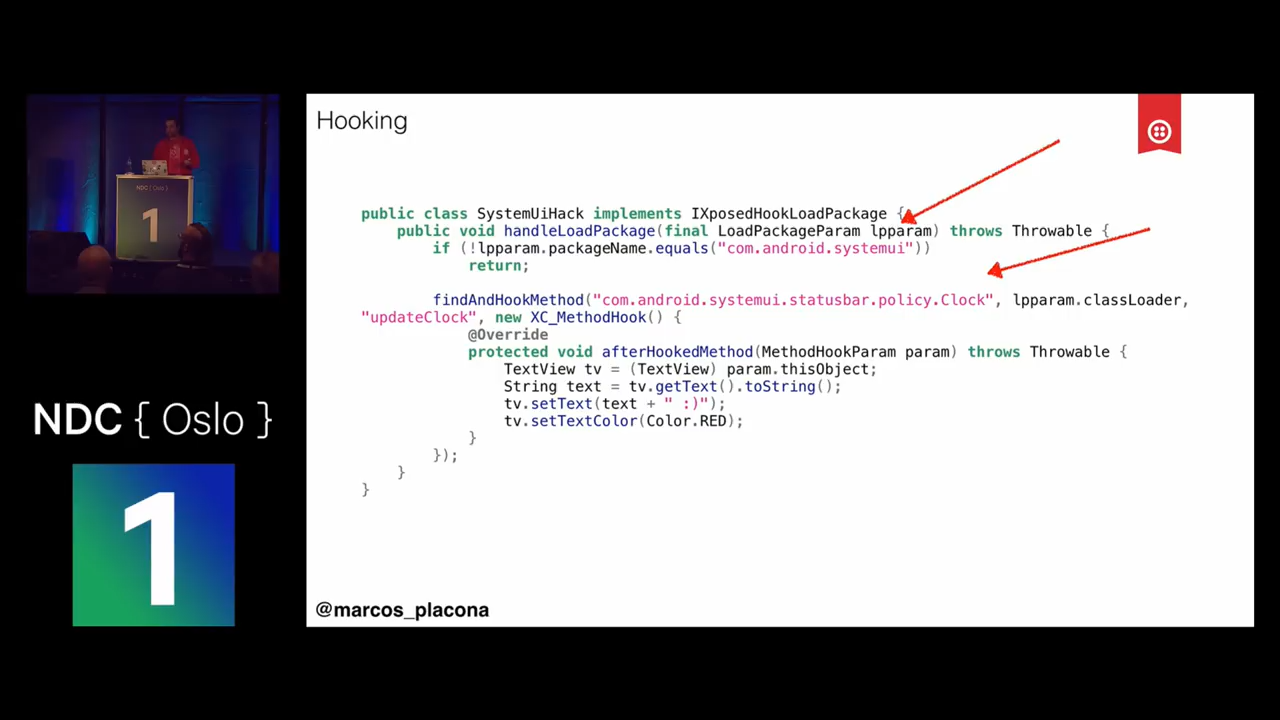 Hooking
public class SystemUiHack implements IXposedHookLoadPackage {
public void handleLoadPackage(final LoadPackageParam lpparam) throws Throwable {
if (!lpparam.packageName.equals("com.android.systemui"))
return;
findAndHookMethod("com.android.systemui.statusbar.policy.Clock", lpparam.classLoader,
"updateClock", new XC_MethodHook() {
@Override
protected void afterHookedMethod(MethodHookParam param) throws Throwable {
TextView tv = (TextView) param.thisObject;
String text = tv.getText().toString();
tv.setText(text + " :)");
tv.setTextColor(Color.RED);
}
});
}
}
@marcos_placona
NDC { Oslo }
1
NDC { Oslo }
1